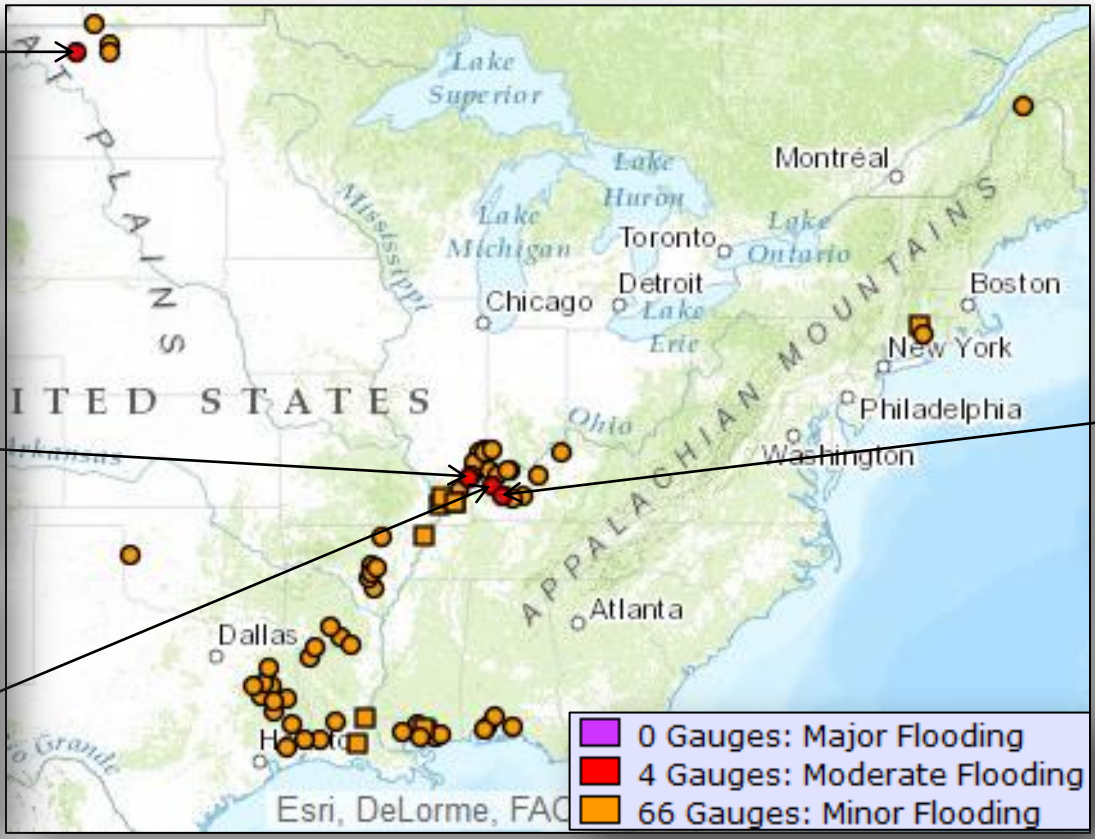 Lake
Superior
AT PLAINS
Montréal
Lake
Huron
Mississippi
Lake
Michigan
Toronto
Lake
Ontario
Detroit
Boston
Chicago
Lake
Erie
New York
ITED STATES
Philadelphia
Ohio
Washington
Arkansas
APPALACHIAN MOUNTAINS
Atlanta
Dallas
Grande
Esri, DeLorme, FAO
0 Gauges: Major Flooding
4 Gauges: Moderate Flooding
66 Gauges: Minor Flooding